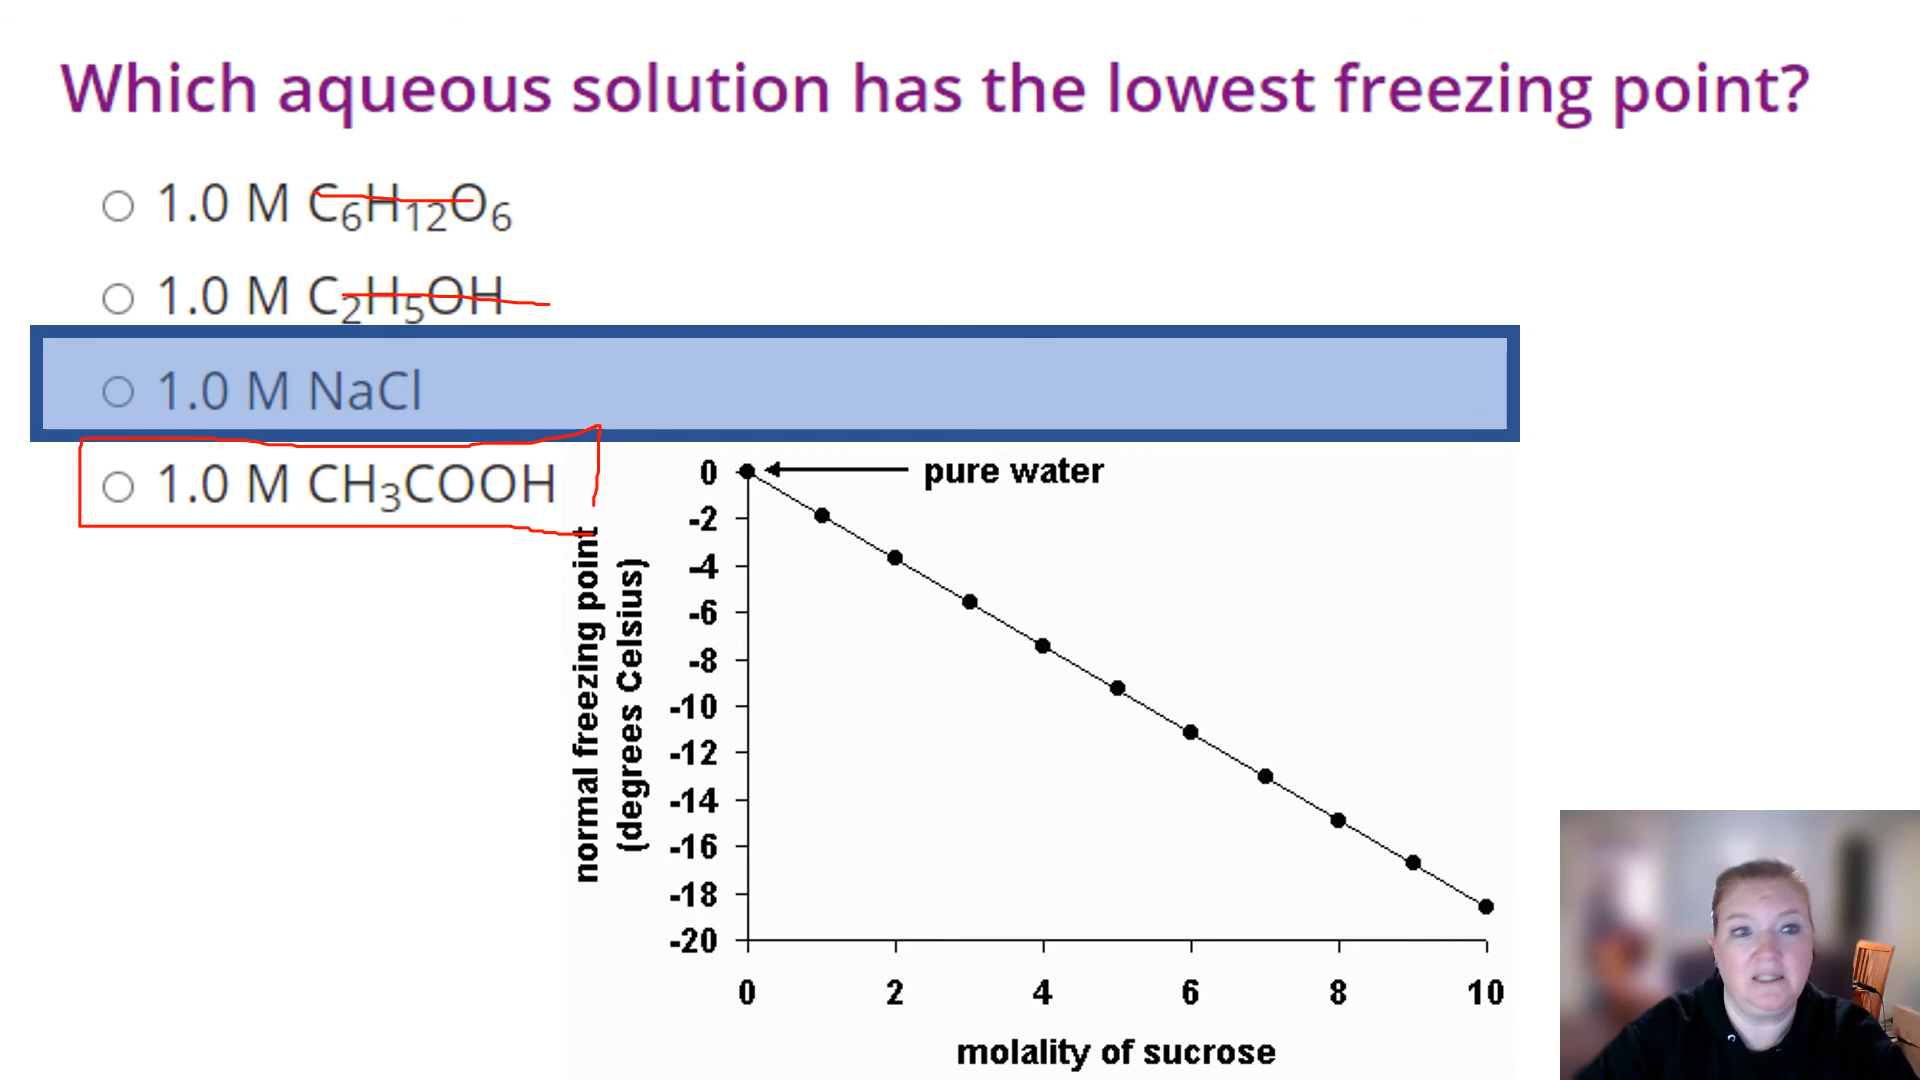 Which aqueous solution has the lowest freezing point?
1.0 M C₆H₁₂O₆
1.0 M C₂H₅OH
1.0 M NaCl
1.0 M CH₃COOH
pure water
normal freezing point
(degrees Celsius)
0
-2
-4
-6
-8
-10
-12
-14
-16
-18
-20
0 2 4 6 8 10
molality of sucrose